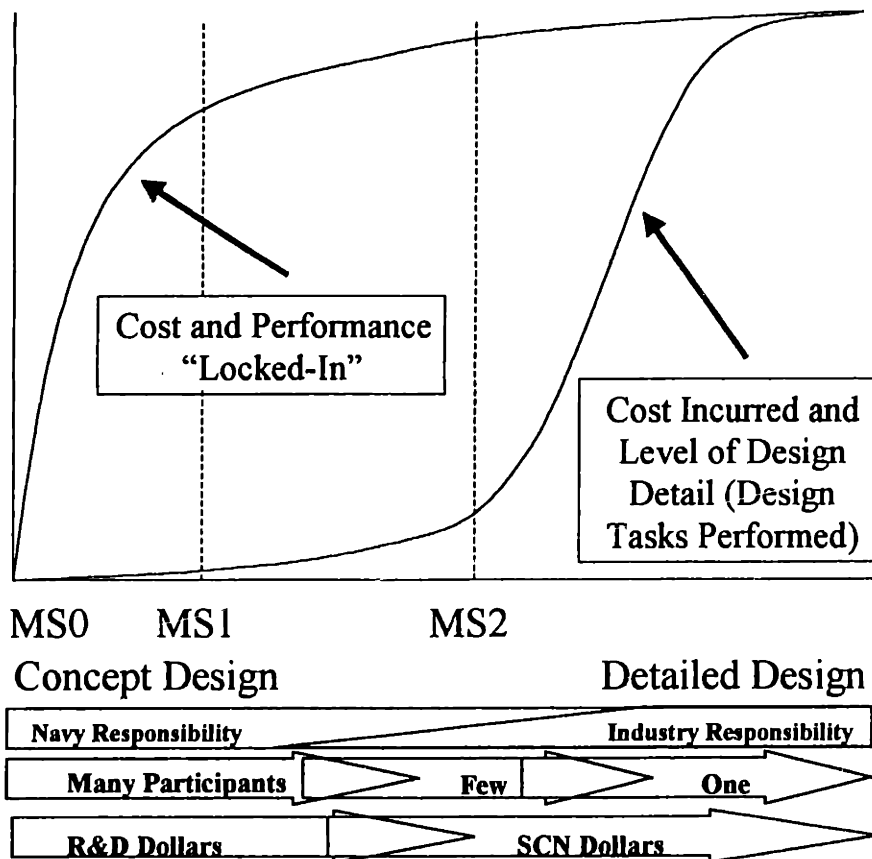 Cost and Performance
“Locked-In”
Cost Incurred and
Level of Design
Detail (Design
Tasks Performed)
MS0 MS1 MS2
Concept Design Detailed Design
Navy Responsibility Industry Responsibility
Many Participants Few One
R&D Dollars SCN Dollars